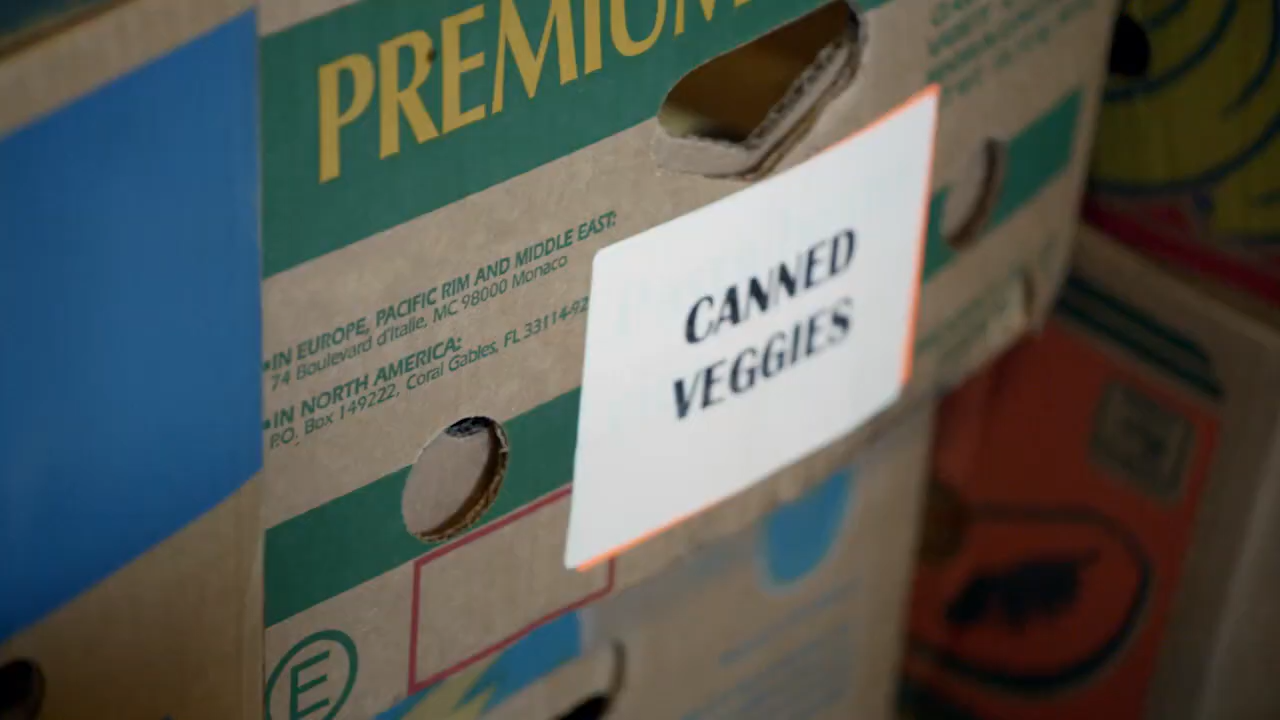 PREMIUM
•IN EUROPE, PACIFIC RIM AND MIDDLE EAST:
74 Boulevard d'Italie, MC 98000 Monaco
•IN NORTH AMERICA:
P.O. Box 149222, Coral Gables, FL 33114-92
CANNED
VEGGIES
E